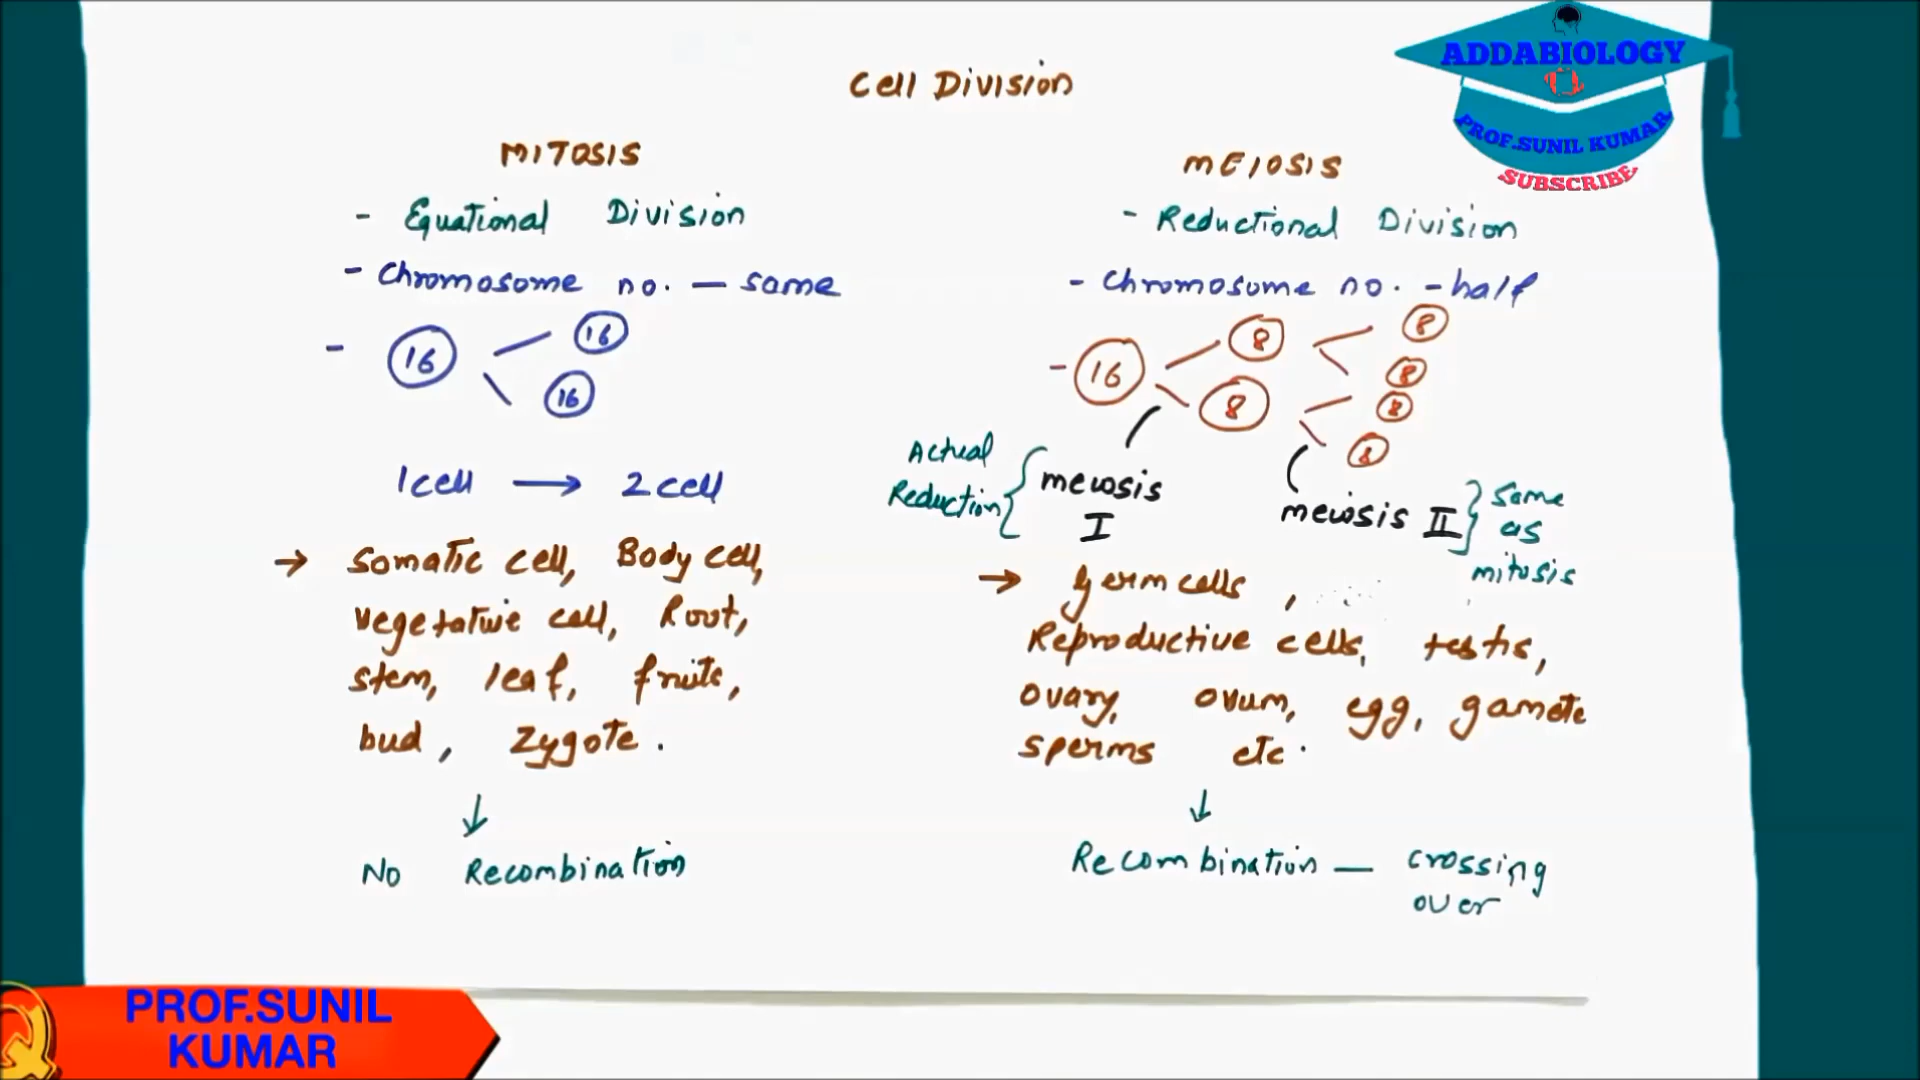 Cell Division
MITOSIS
- Equational Division
- Chromosome no. — same
- 16 16
16
1cell → 2 cell
→ Somatic cell, Body cell,
vegetative cell, Root,
stem, leaf, fruits,
bud, Zygote.
↓
No Recombination
MEIOSIS
- Reductional Division
- Chromosome no. - half
- 16 8 8
8
8 8
8
Actual
Reduction
meiosis
I
meiosis II
same
as
mitosis
→ germ cells,
Reproductive cells, testis,
ovary, ovum, egg, gamete
sperms etc.
↓
Recombination — crossing
over
ADDABIOLOGY
PROF.SUNIL KUMAR
SUBSCRIBE
PROF.SUNIL
KUMAR